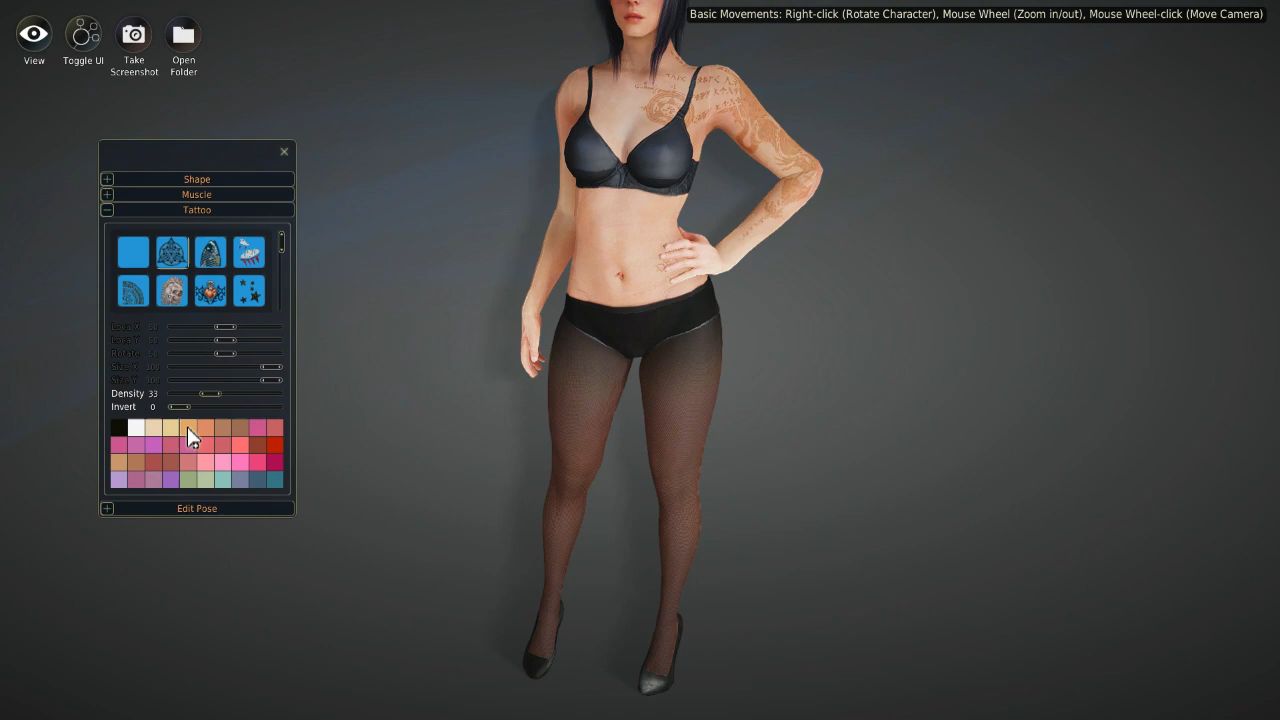 Basic Movements: Right-click (Rotate Character), Mouse Wheel (Zoom in/out), Mouse Wheel-click (Move Camera)
View
Toggle UI
Take
Screenshot
Open
Folder
Shape
Muscle
Tattoo
Density 33
Invert 0
Edit Pose